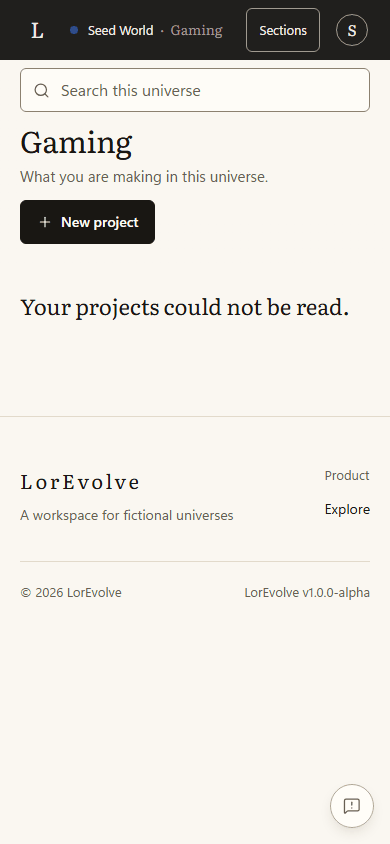 L
Seed World · Gaming
Sections
S
Search this universe
Gaming
What you are making in this universe.
New project
Your projects could not be read.
LorEvolve
A workspace for fictional universes
Product
Explore
© 2026 LorEvolve
LorEvolve v1.0.0-alpha